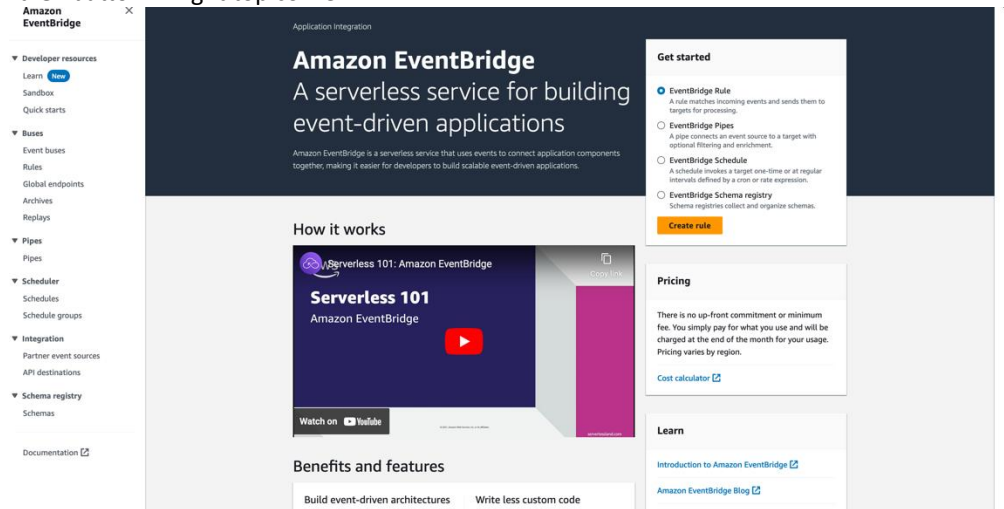 Amazon
EventBridge
Developer resources
Learn New
Sandbox
Quick starts
Buses
Event buses
Rules
Global endpoints
Archives
Replays
Pipes
Pipes
Scheduler
Schedules
Schedule groups
Integration
Partner event sources
API destinations
Schema registry
Schemas
Documentation
Application Integration
Amazon EventBridge
A serverless service for building
event-driven applications
Amazon EventBridge is a serverless service that uses events to connect application components
together, making it easier for developers to build scalable event-driven applications.
How it works
Serverless 101: Amazon EventBridge
Copy link
Serverless 101
Amazon EventBridge
Watch on YouTube
Benefits and features
Build event-driven architectures
Write less custom code
Get started
EventBridge Rule
A rule matches incoming events and sends them to
targets for processing.
EventBridge Pipes
A pipe connects an event source to a target with
optional filtering and enrichment.
EventBridge Schedule
A schedule invokes a target one-time or at regular
intervals defined by a cron or rate expression.
EventBridge Schema registry
Schema registries collect and organize schemas.
Create rule
Pricing
There is no up-front commitment or minimum
fee. You simply pay for what you use and will be
charged at the end of the month for your usage.
Pricing varies by region.
Cost calculator
Learn
Introduction to Amazon EventBridge
Amazon EventBridge Blog